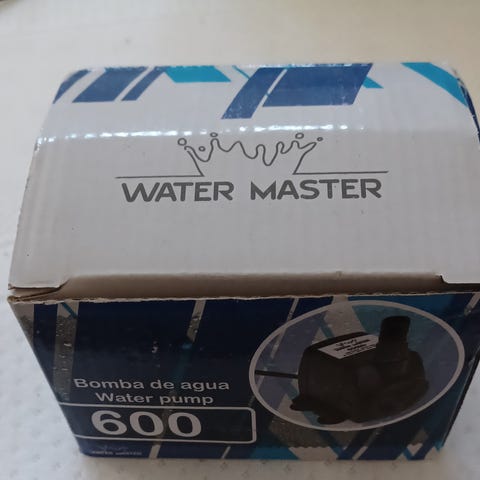 WATER MASTER
Bomba de agua
Water pump
600
WATER MASTER